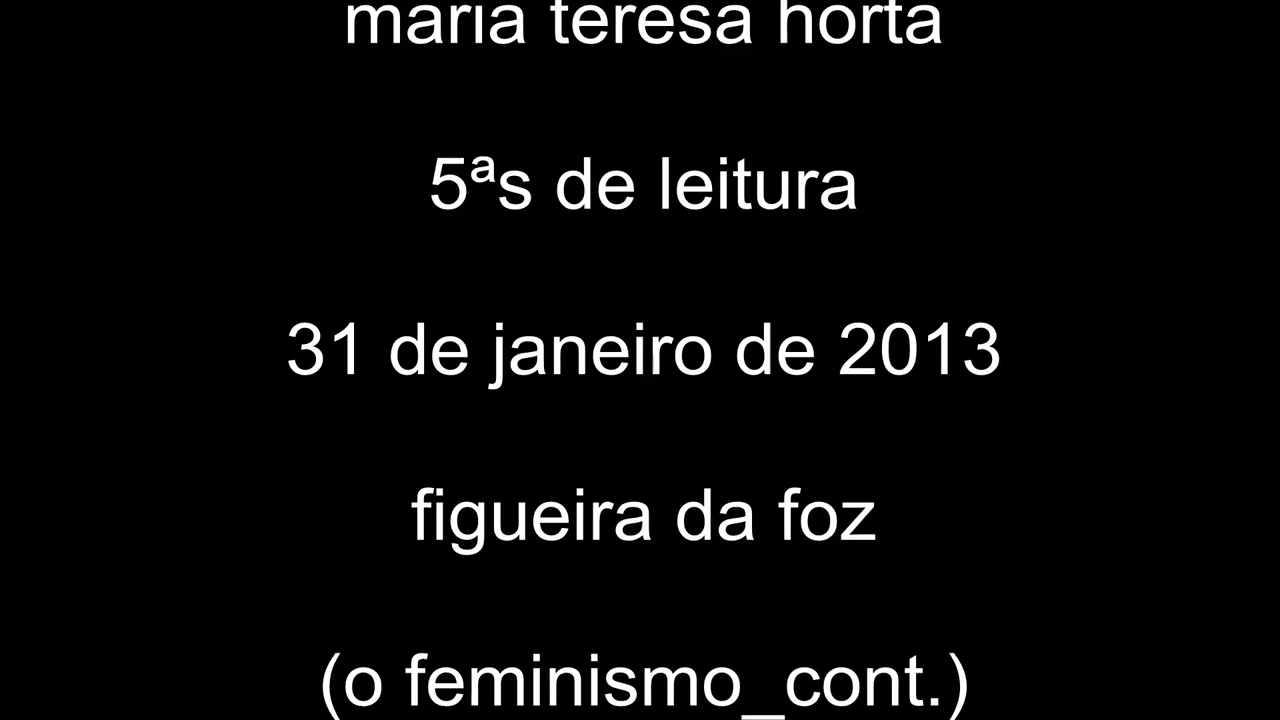 maria teresa horta
5ªs de leitura
31 de janeiro de 2013
figueira da foz
(o feminismo_cont.)